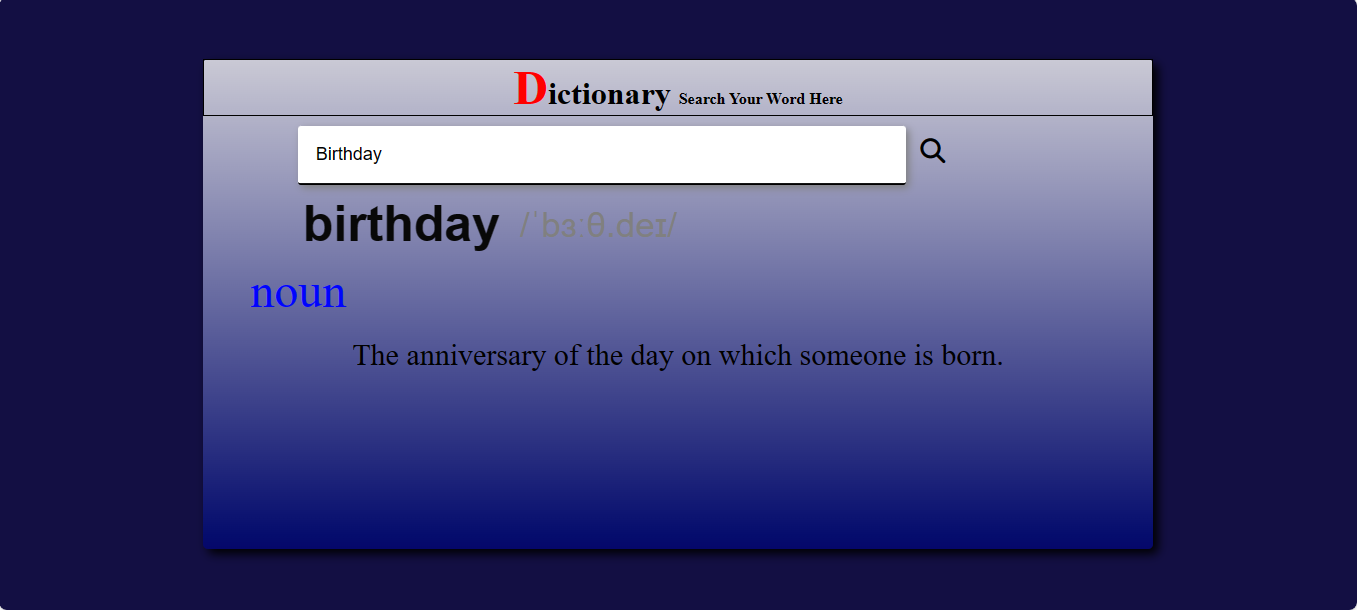 Dictionary Search Your Word Here
Birthday
birthday /ˈbɜːθ.deɪ/
noun
The anniversary of the day on which someone is born.